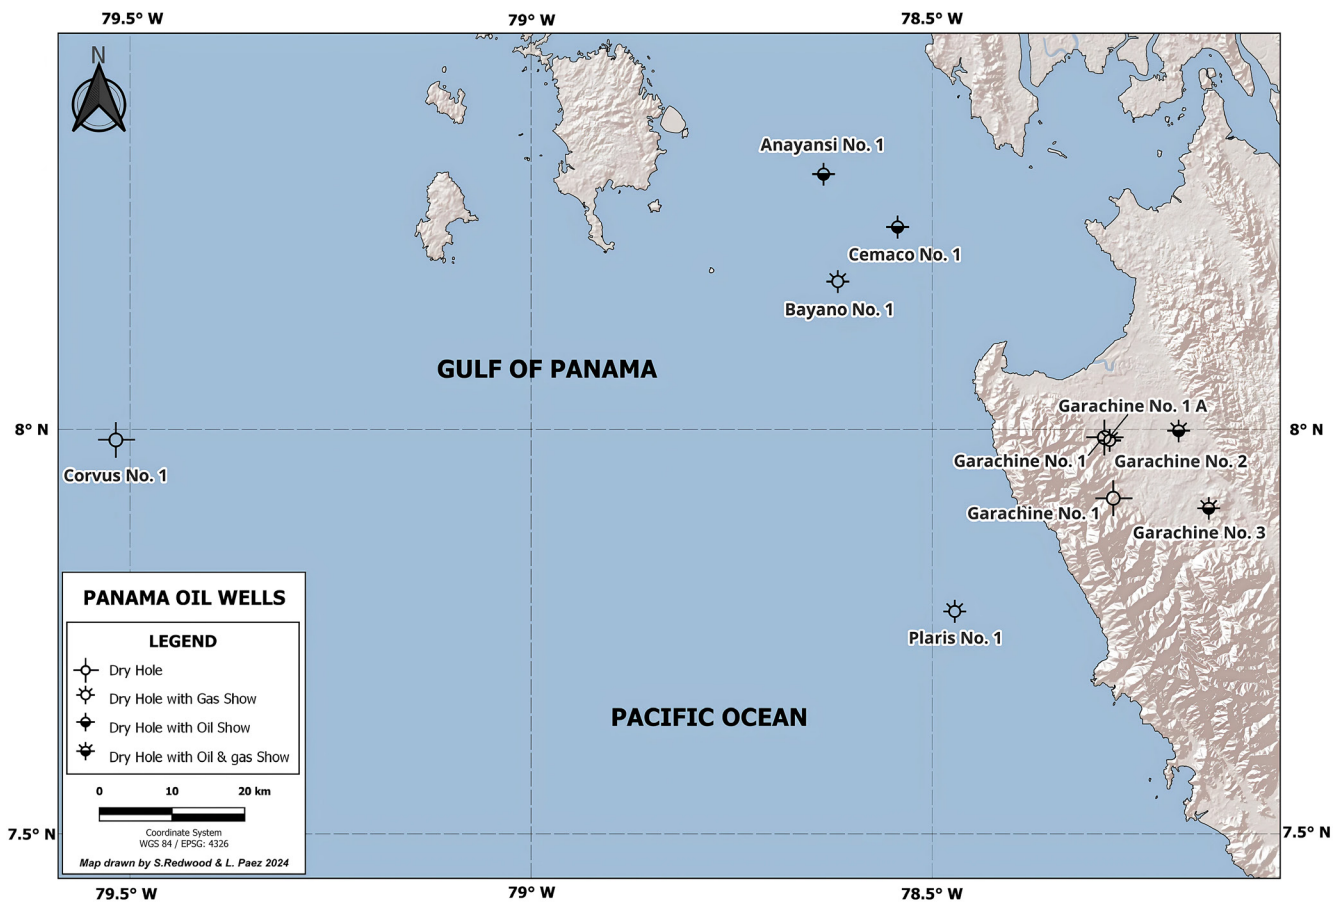 79.5° W
79° W
78.5° W
N
Anayansi No. 1
Cemaco No. 1
Bayano No. 1
GULF OF PANAMA
Garachine No. 1 A
8° N
8° N
Garachine No. 1
Garachine No. 2
Corvus No. 1
Garachine No. 1
Garachine No. 3
Plaris No. 1
PACIFIC OCEAN
PANAMA OIL WELLS
LEGEND
Dry Hole
Dry Hole with Gas Show
Dry Hole with Oil Show
Dry Hole with Oil & gas Show
0 10 20 km
Coordinate System
WGS 84 / EPSG: 4326
Map drawn by S.Redwood & L. Paez 2024
7.5° N
7.5° N
79.5° W
79° W
78.5° W